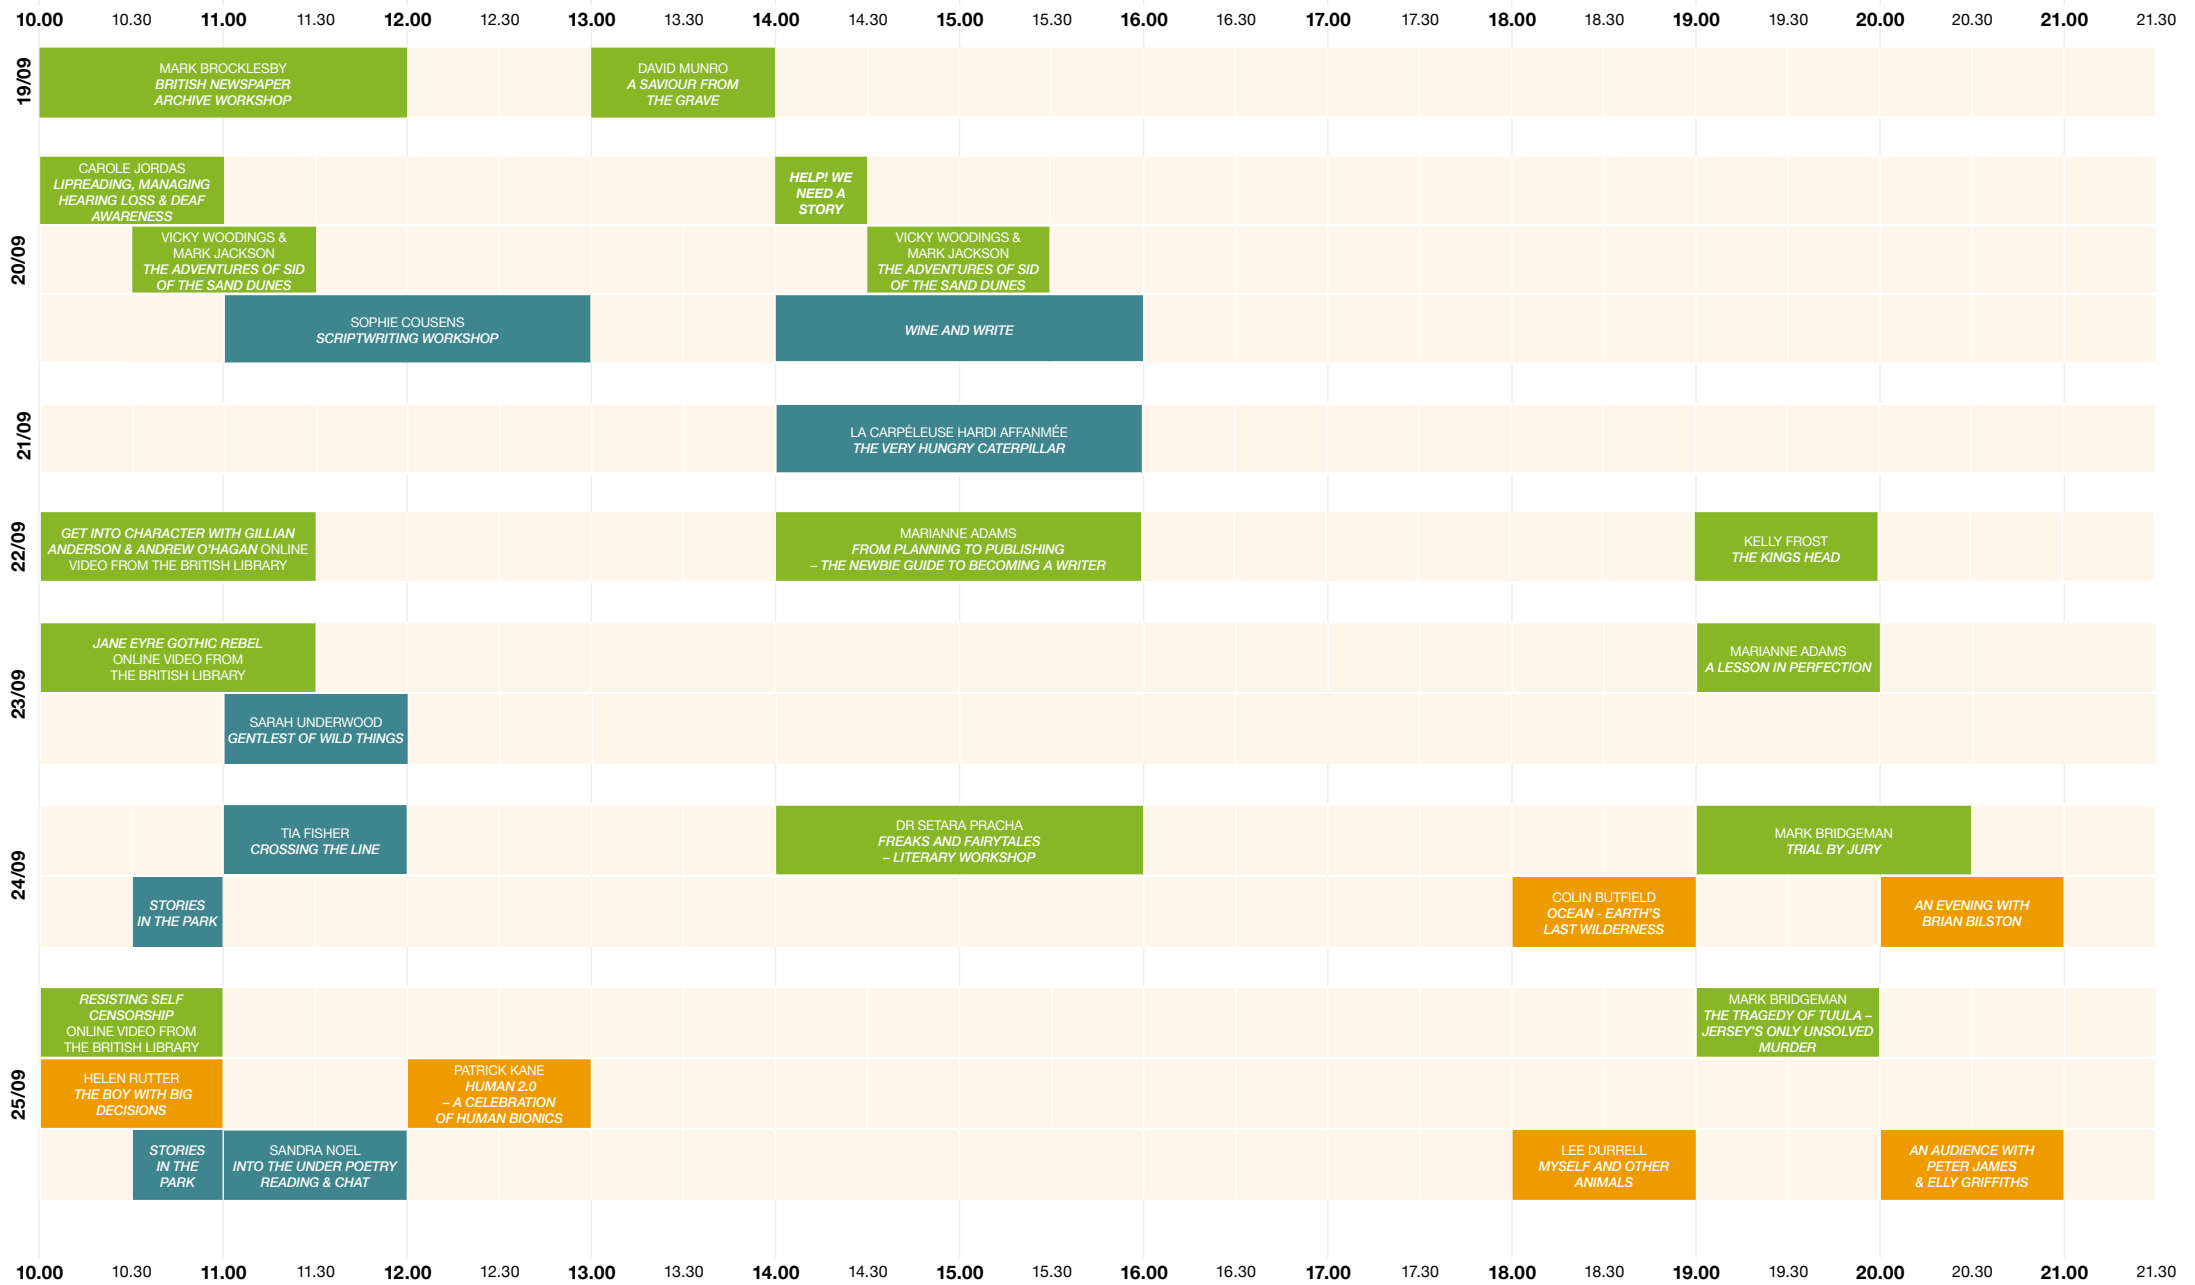 10.00 10.30 11.00 11.30 12.00 12.30 13.00 13.30 14.00 14.30 15.00 15.30 16.00 16.30 17.00 17.30 18.00 18.30 19.00 19.30 20.00 20.30 21.00 21.30
19/09
MARK BROCKLESBY
BRITISH NEWSPAPER
ARCHIVE WORKSHOP
DAVID MUNRO
A SAVIOUR FROM
THE GRAVE
20/09
CAROLE JORDAS
LIPREADING, MANAGING
HEARING LOSS & DEAF
AWARENESS
HELP! WE
NEED A
STORY
VICKY WOODINGS &
MARK JACKSON
THE ADVENTURES OF SID
OF THE SAND DUNES
VICKY WOODINGS &
MARK JACKSON
THE ADVENTURES OF SID
OF THE SAND DUNES
SOPHIE COUSENS
SCRIPTWRITING WORKSHOP
WINE AND WRITE
21/09
LA CARPÉLEUSE HARDI AFFANMÉE
THE VERY HUNGRY CATERPILLAR
22/09
GET INTO CHARACTER WITH GILLIAN
ANDERSON & ANDREW O'HAGAN ONLINE
VIDEO FROM THE BRITISH LIBRARY
MARIANNE ADAMS
FROM PLANNING TO PUBLISHING
– THE NEWBIE GUIDE TO BECOMING A WRITER
KELLY FROST
THE KINGS HEAD
23/09
JANE EYRE GOTHIC REBEL
ONLINE VIDEO FROM
THE BRITISH LIBRARY
MARIANNE ADAMS
A LESSON IN PERFECTION
SARAH UNDERWOOD
GENTLEST OF WILD THINGS
24/09
TIA FISHER
CROSSING THE LINE
DR SETARA PRACHA
FREAKS AND FAIRYTALES
– LITERARY WORKSHOP
MARK BRIDGEMAN
TRIAL BY JURY
STORIES
IN THE PARK
COLIN BUTFIELD
OCEAN - EARTH'S
LAST WILDERNESS
AN EVENING WITH
BRIAN BILSTON
25/09
RESISTING SELF
CENSORSHIP
ONLINE VIDEO FROM
THE BRITISH LIBRARY
MARK BRIDGEMAN
THE TRAGEDY OF TUULA –
JERSEY'S ONLY UNSOLVED
MURDER
HELEN RUTTER
THE BOY WITH BIG
DECISIONS
PATRICK KANE
HUMAN 2.0
– A CELEBRATION
OF HUMAN BIONICS
STORIES
IN THE
PARK
SANDRA NOEL
INTO THE UNDER POETRY
READING & CHAT
LEE DURRELL
MYSELF AND OTHER
ANIMALS
AN AUDIENCE WITH
PETER JAMES
& ELLY GRIFFITHS
10.00 10.30 11.00 11.30 12.00 12.30 13.00 13.30 14.00 14.30 15.00 15.30 16.00 16.30 17.00 17.30 18.00 18.30 19.00 19.30 20.00 20.30 21.00 21.30